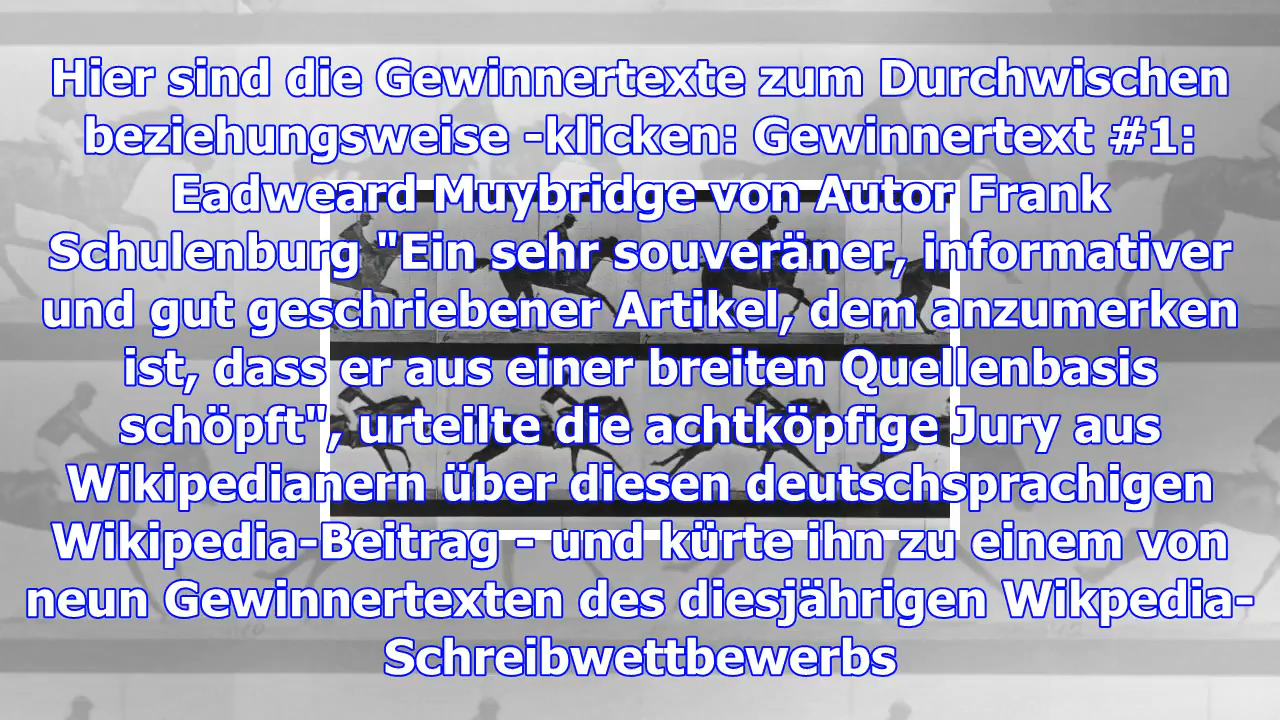 Hier sind die Gewinnertexte zum Durchwischen
beziehungsweise -klicken: Gewinnertext #1:
Eadweard Muybridge von Autor Frank
Schulenburg "Ein sehr souveräner, informativer
und gut geschriebener Artikel, dem anzumerken
ist, dass er aus einer breiten Quellenbasis
schöpft", urteilte die achtköpfige Jury aus
Wikipedianern über diesen deutschsprachigen
Wikipedia-Beitrag - und kürte ihn zu einem von
neun Gewinnertexten des diesjährigen Wikpedia-
Schreibwettbewerbs